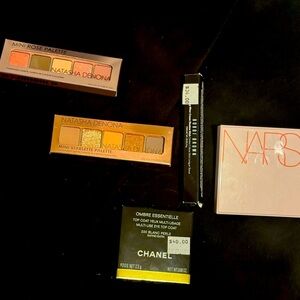 MINI ROSE PALETTE
NATASHA DENONA
NATASHA DENONA
MINI STARLETTE PALETTE
BOBBI BROWN
NARS
OMBRE ESSENTIELLE
TOP COAT YEUX MULTI-USAGE
MULTI-USE EYE TOP COAT
$40.00
CHANEL